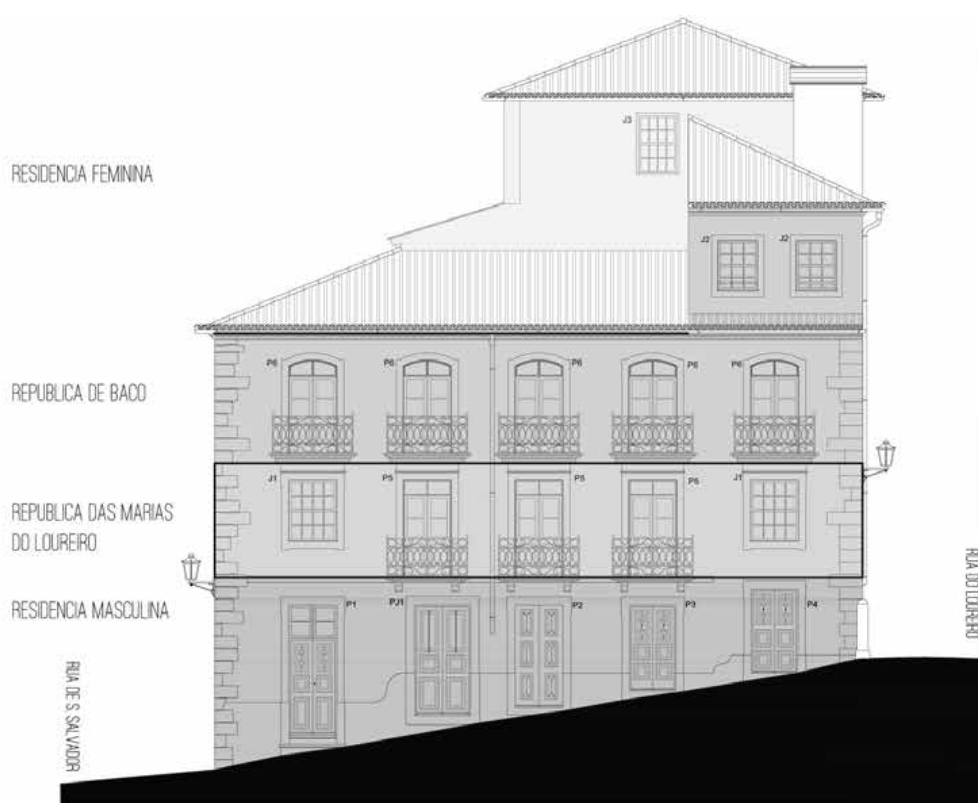 J3
RESIDENCIA FEMININA
J2 J2
P6 P6 P6 P6 P6
REPUBLICA DE BACO
J1 P5 P5 P5 J1
REPUBLICA DAS MARIAS
DO LOUREIRO
RESIDENCIA MASCULINA
P1 PJ1 P2 P3 P4
RUA DO LOUREIRO
RUA DE S. SALVADOR